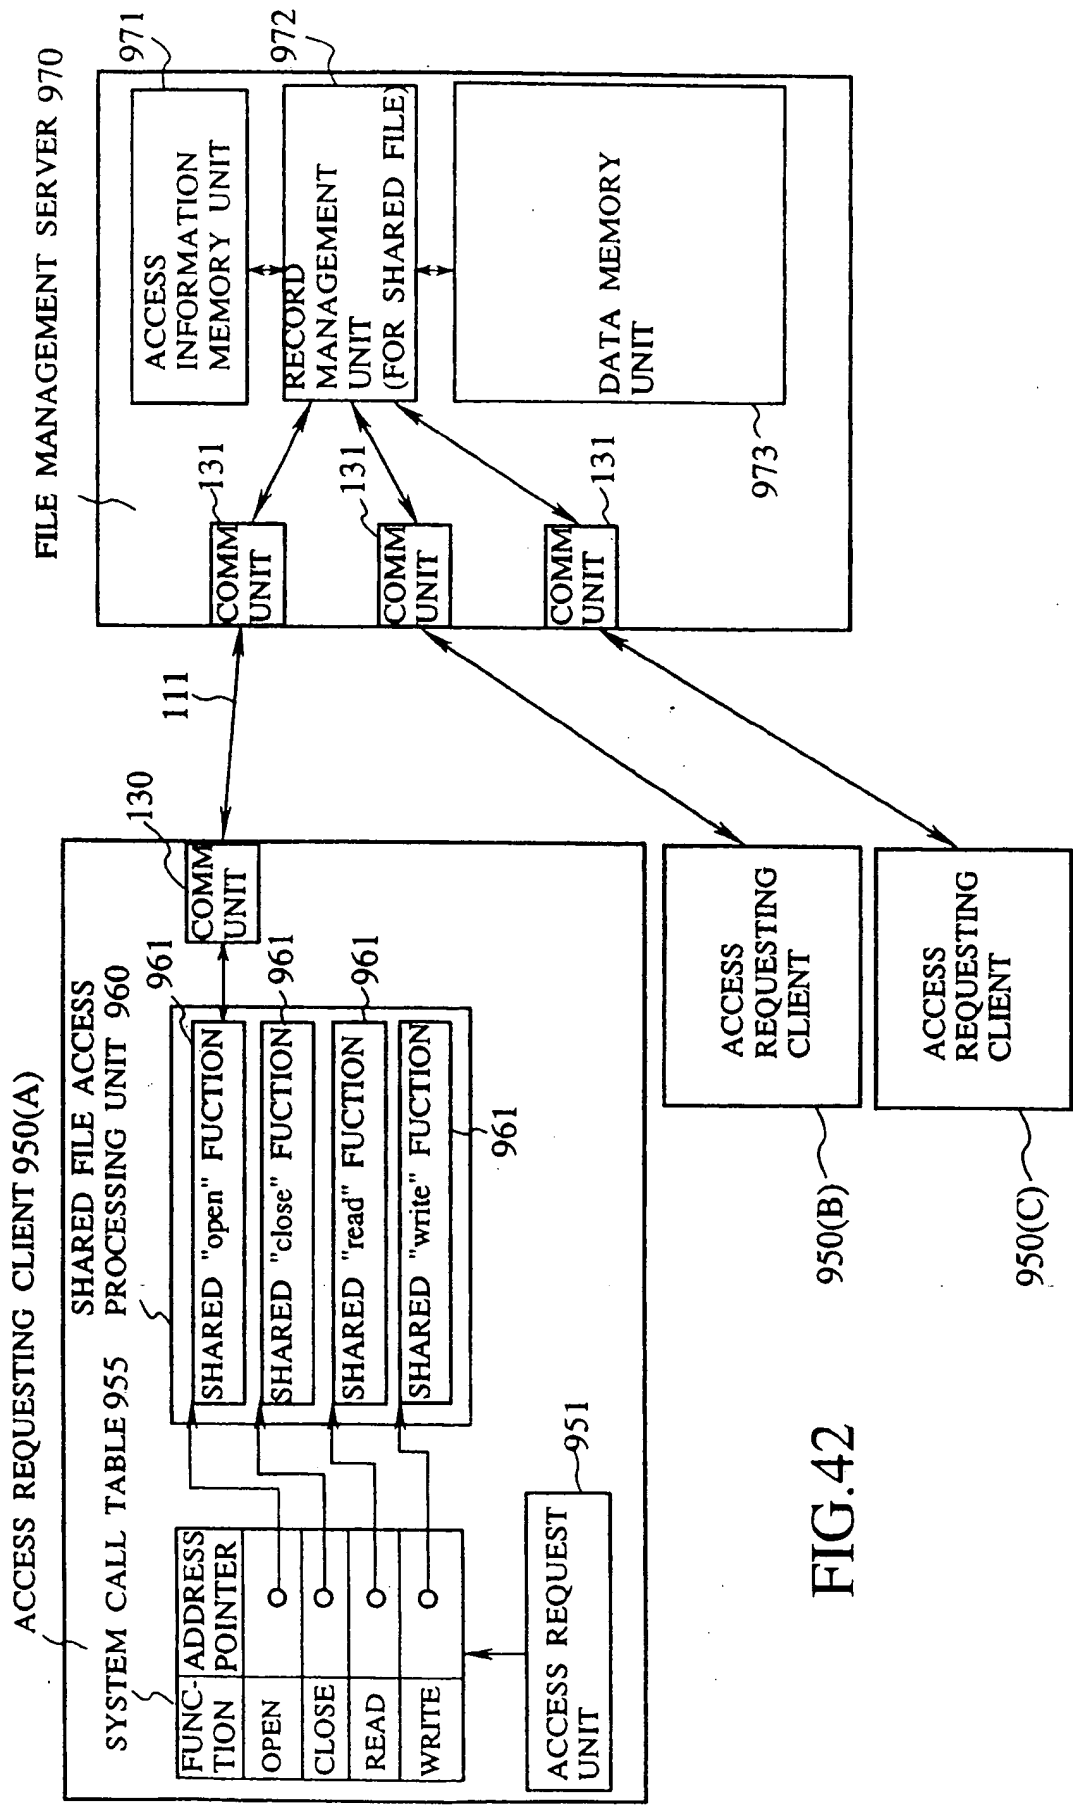 ACCESS REQUESTING CLIENT 950(A)
SYSTEM CALL TABLE 955
SHARED FILE ACCESS
PROCESSING UNIT 960
FUNC-
TION
ADDRESS
POINTER
OPEN
CLOSE
READ
WRITE
ACCESS REQUEST
UNIT
951
SHARED "open" FUCTION
961
SHARED "close" FUCTION
961
SHARED "read" FUCTION
961
SHARED "write" FUCTION
961
COMM
UNIT
130
111
ACCESS
REQUESTING
CLIENT
950(B)
ACCESS
REQUESTING
CLIENT
950(C)
FILE MANAGEMENT SERVER 970
COMM
UNIT
131
COMM
UNIT
131
COMM
UNIT
131
ACCESS
INFORMATION
MEMORY UNIT
971
RECORD
MANAGEMENT
UNIT
(FOR SHARED FILE)
972
DATA MEMORY
UNIT
973
FIG.42